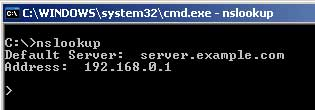 C:\WINDOWS\system32\cmd.exe - nslookup
C:\>nslookup
Default Server:  server.example.com
Address:  192.168.0.1
>